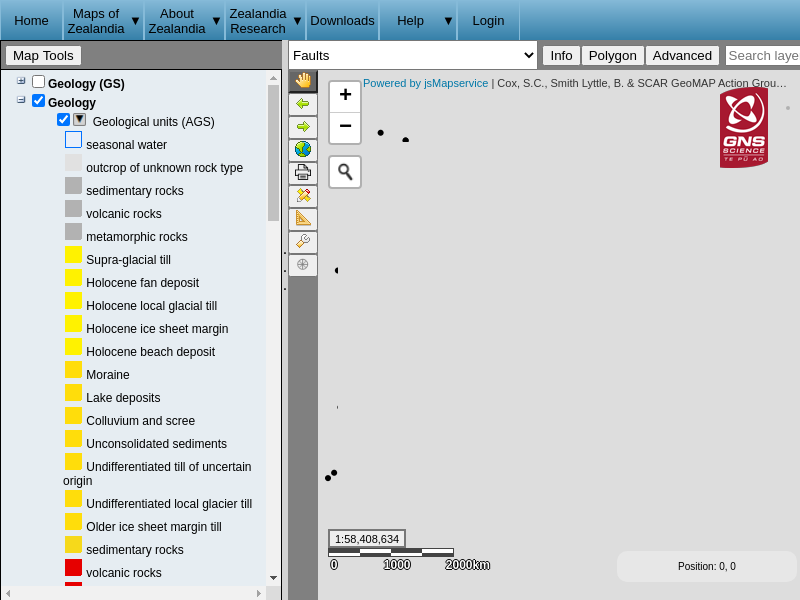 Home
Maps of Zealandia ▼
About Zealandia ▼
Zealandia Research ▼
Downloads
Help ▼
Login
Map Tools
Faults
Info
Polygon
Advanced
Search laye
Geology (GS)
Geology
Geological units (AGS)
seasonal water
outcrop of unknown rock type
sedimentary rocks
volcanic rocks
metamorphic rocks
Supra-glacial till
Holocene fan deposit
Holocene local glacial till
Holocene ice sheet margin
Holocene beach deposit
Moraine
Lake deposits
Colluvium and scree
Unconsolidated sediments
Undifferentiated till of uncertain
origin
Undifferentiated local glacier till
Older ice sheet margin till
sedimentary rocks
volcanic rocks
+
−
Powered by jsMapservice | Cox, S.C., Smith Lyttle, B. & SCAR GeoMAP Action Grou…
GNS
SCIENCE
TE PŪ AO
1:58,408,634
0 1000 2000km
Position: 0, 0